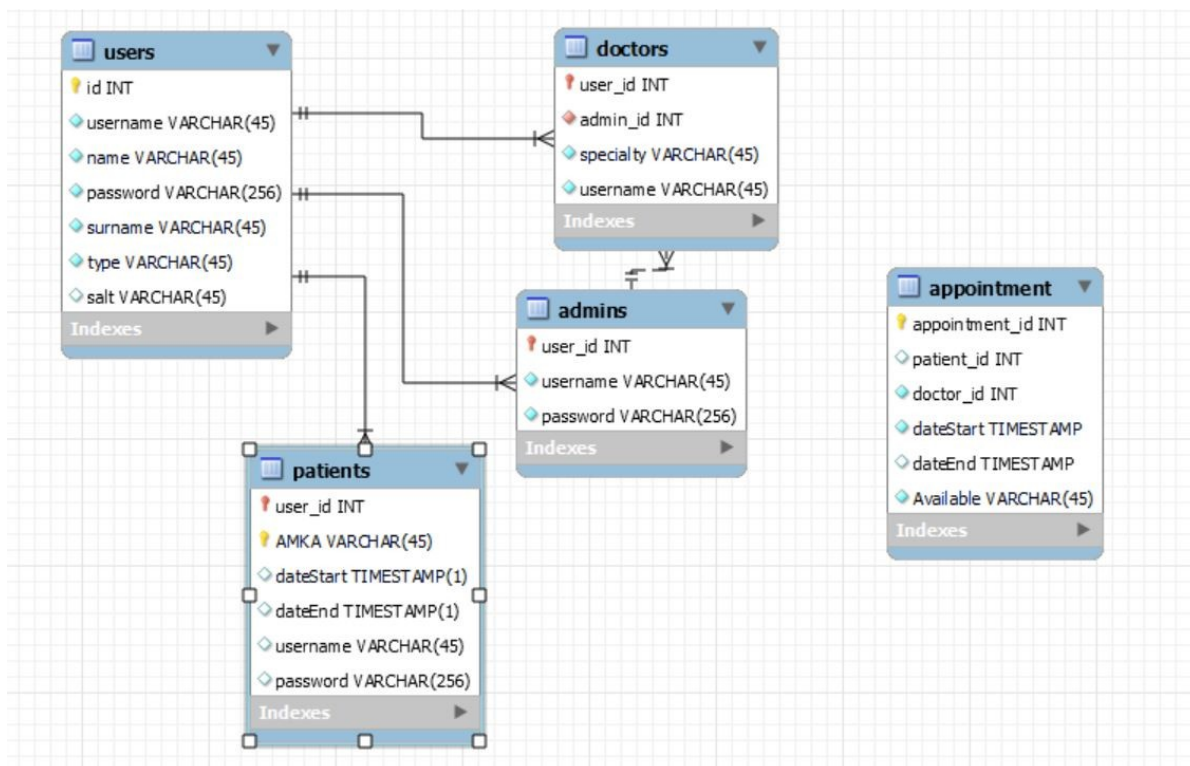 users
id INT
username VARCHAR(45)
name VARCHAR(45)
password VARCHAR(256)
surname VARCHAR(45)
type VARCHAR(45)
salt VARCHAR(45)
Indexes
doctors
user_id INT
admin_id INT
specialty VARCHAR(45)
username VARCHAR(45)
Indexes
admins
user_id INT
username VARCHAR(45)
password VARCHAR(256)
Indexes
appointment
appointment_id INT
patient_id INT
doctor_id INT
dateStart TIMESTAMP
dateEnd TIMESTAMP
Available VARCHAR(45)
Indexes
patients
user_id INT
AMKA VARCHAR(45)
dateStart TIMESTAMP(1)
dateEnd TIMESTAMP(1)
username VARCHAR(45)
password VARCHAR(256)
Indexes